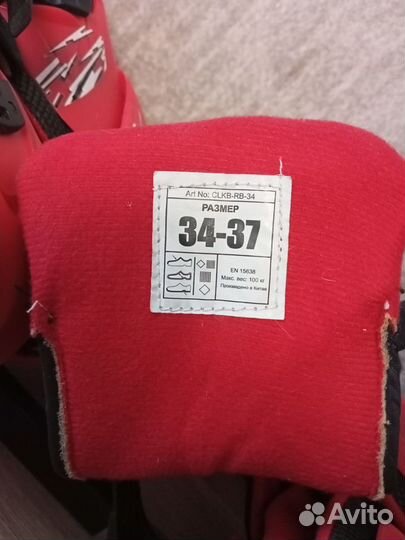 Art No: CLKB-RB-34
РАЗМЕР
34-37
EN 15638
Макс. вес: 100 кг
Произведено в Китае
Avito